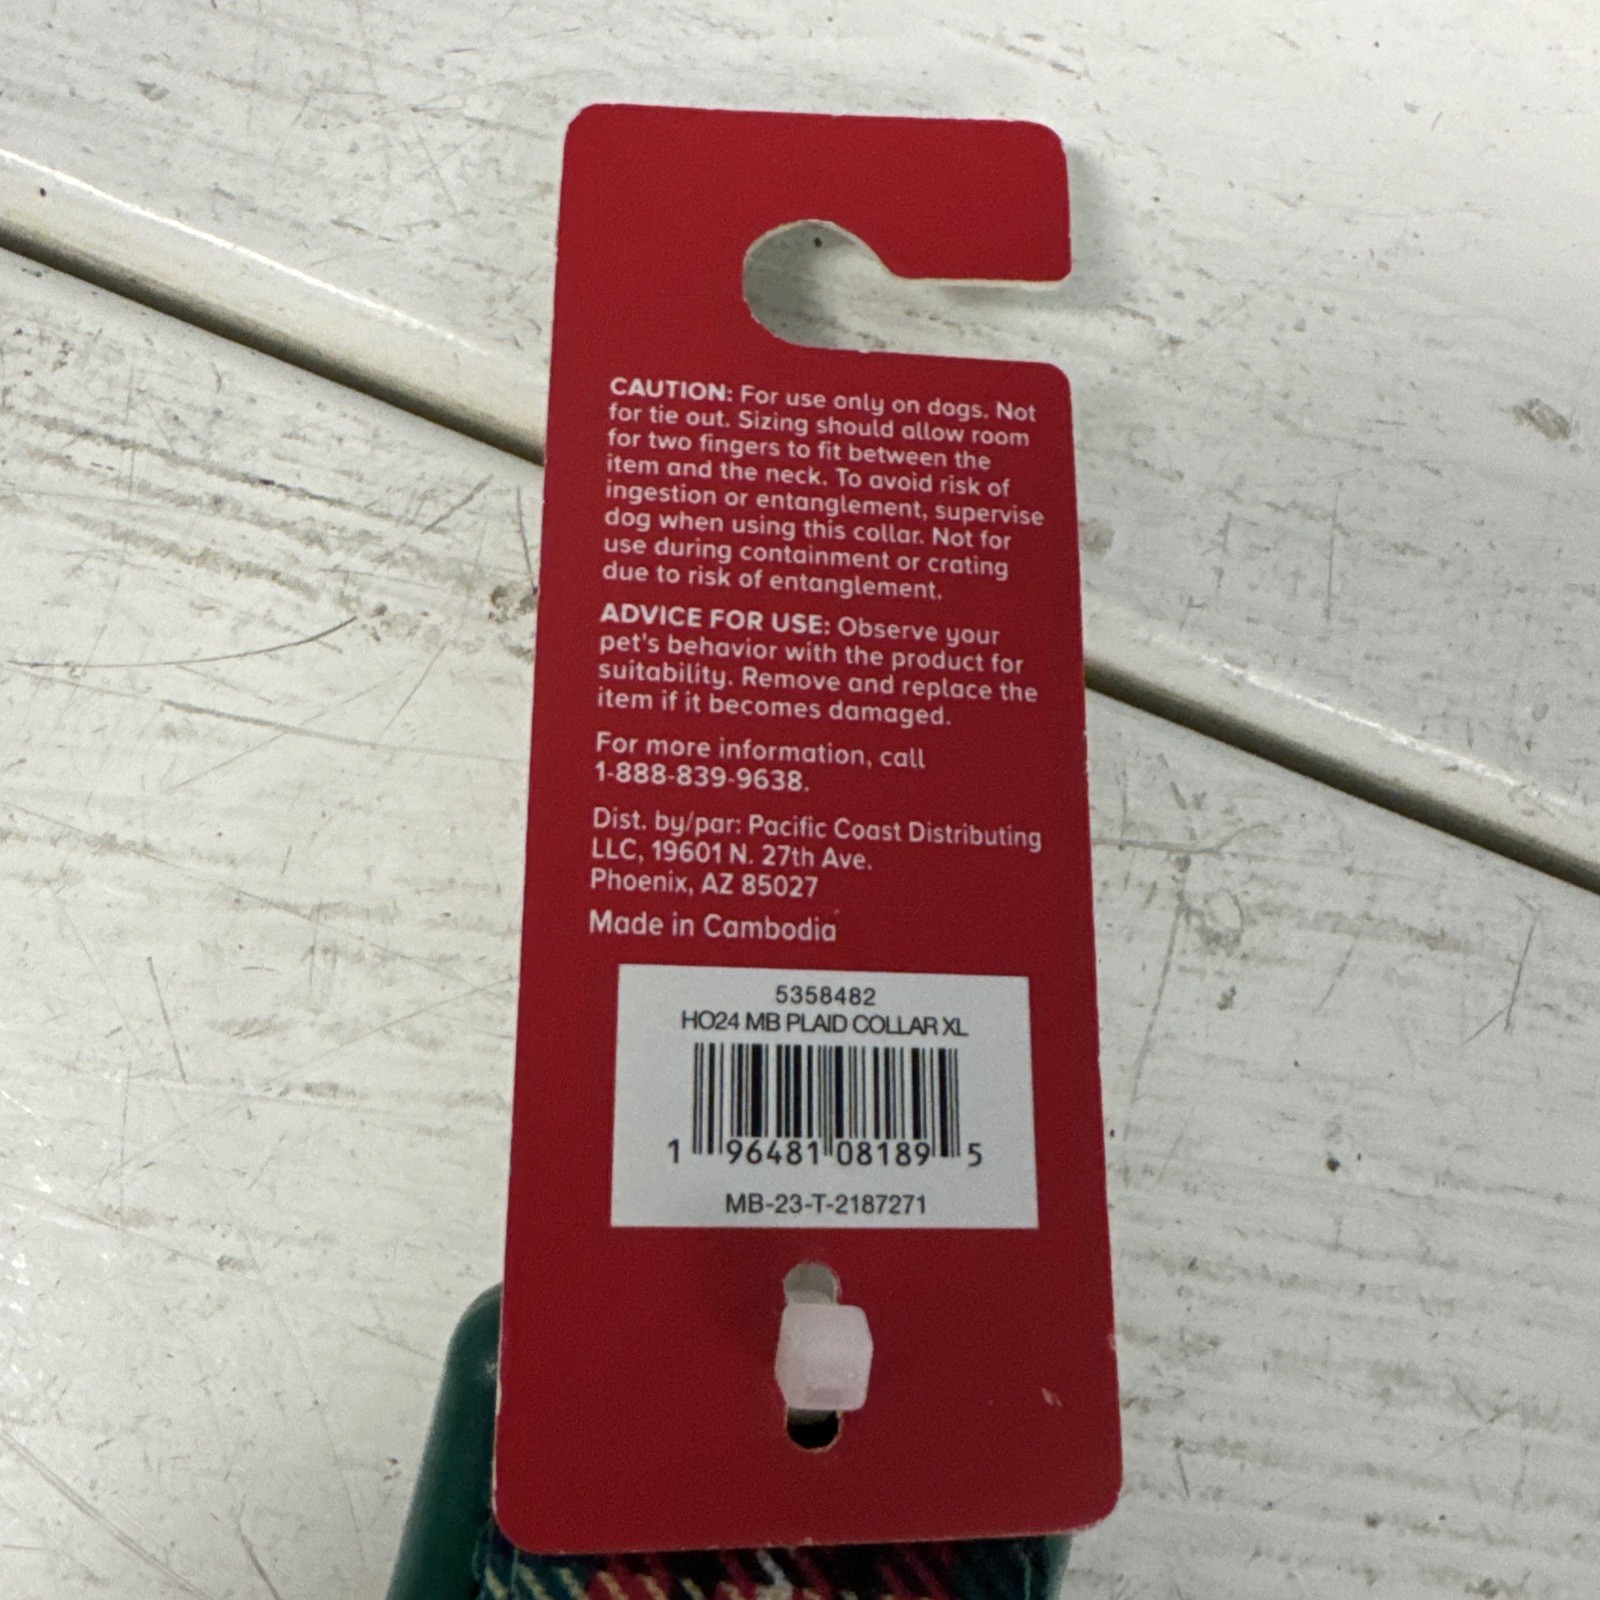 CAUTION: For use only on dogs. Not
for tie out. Sizing should allow room
for two fingers to fit between the
item and the neck. To avoid risk of
ingestion or entanglement, supervise
dog when using this collar. Not for
use during containment or crating
due to risk of entanglement.
ADVICE FOR USE: Observe your
pet's behavior with the product for
suitability. Remove and replace the
item if it becomes damaged.
For more information, call
1-888-839-9638.
Dist. by/par: Pacific Coast Distributing
LLC, 19601 N. 27th Ave.
Phoenix, AZ 85027
Made in Cambodia
5358482
HO24 MB PLAID COLLAR XL
1 96481 08189 5
MB-23-T-2187271